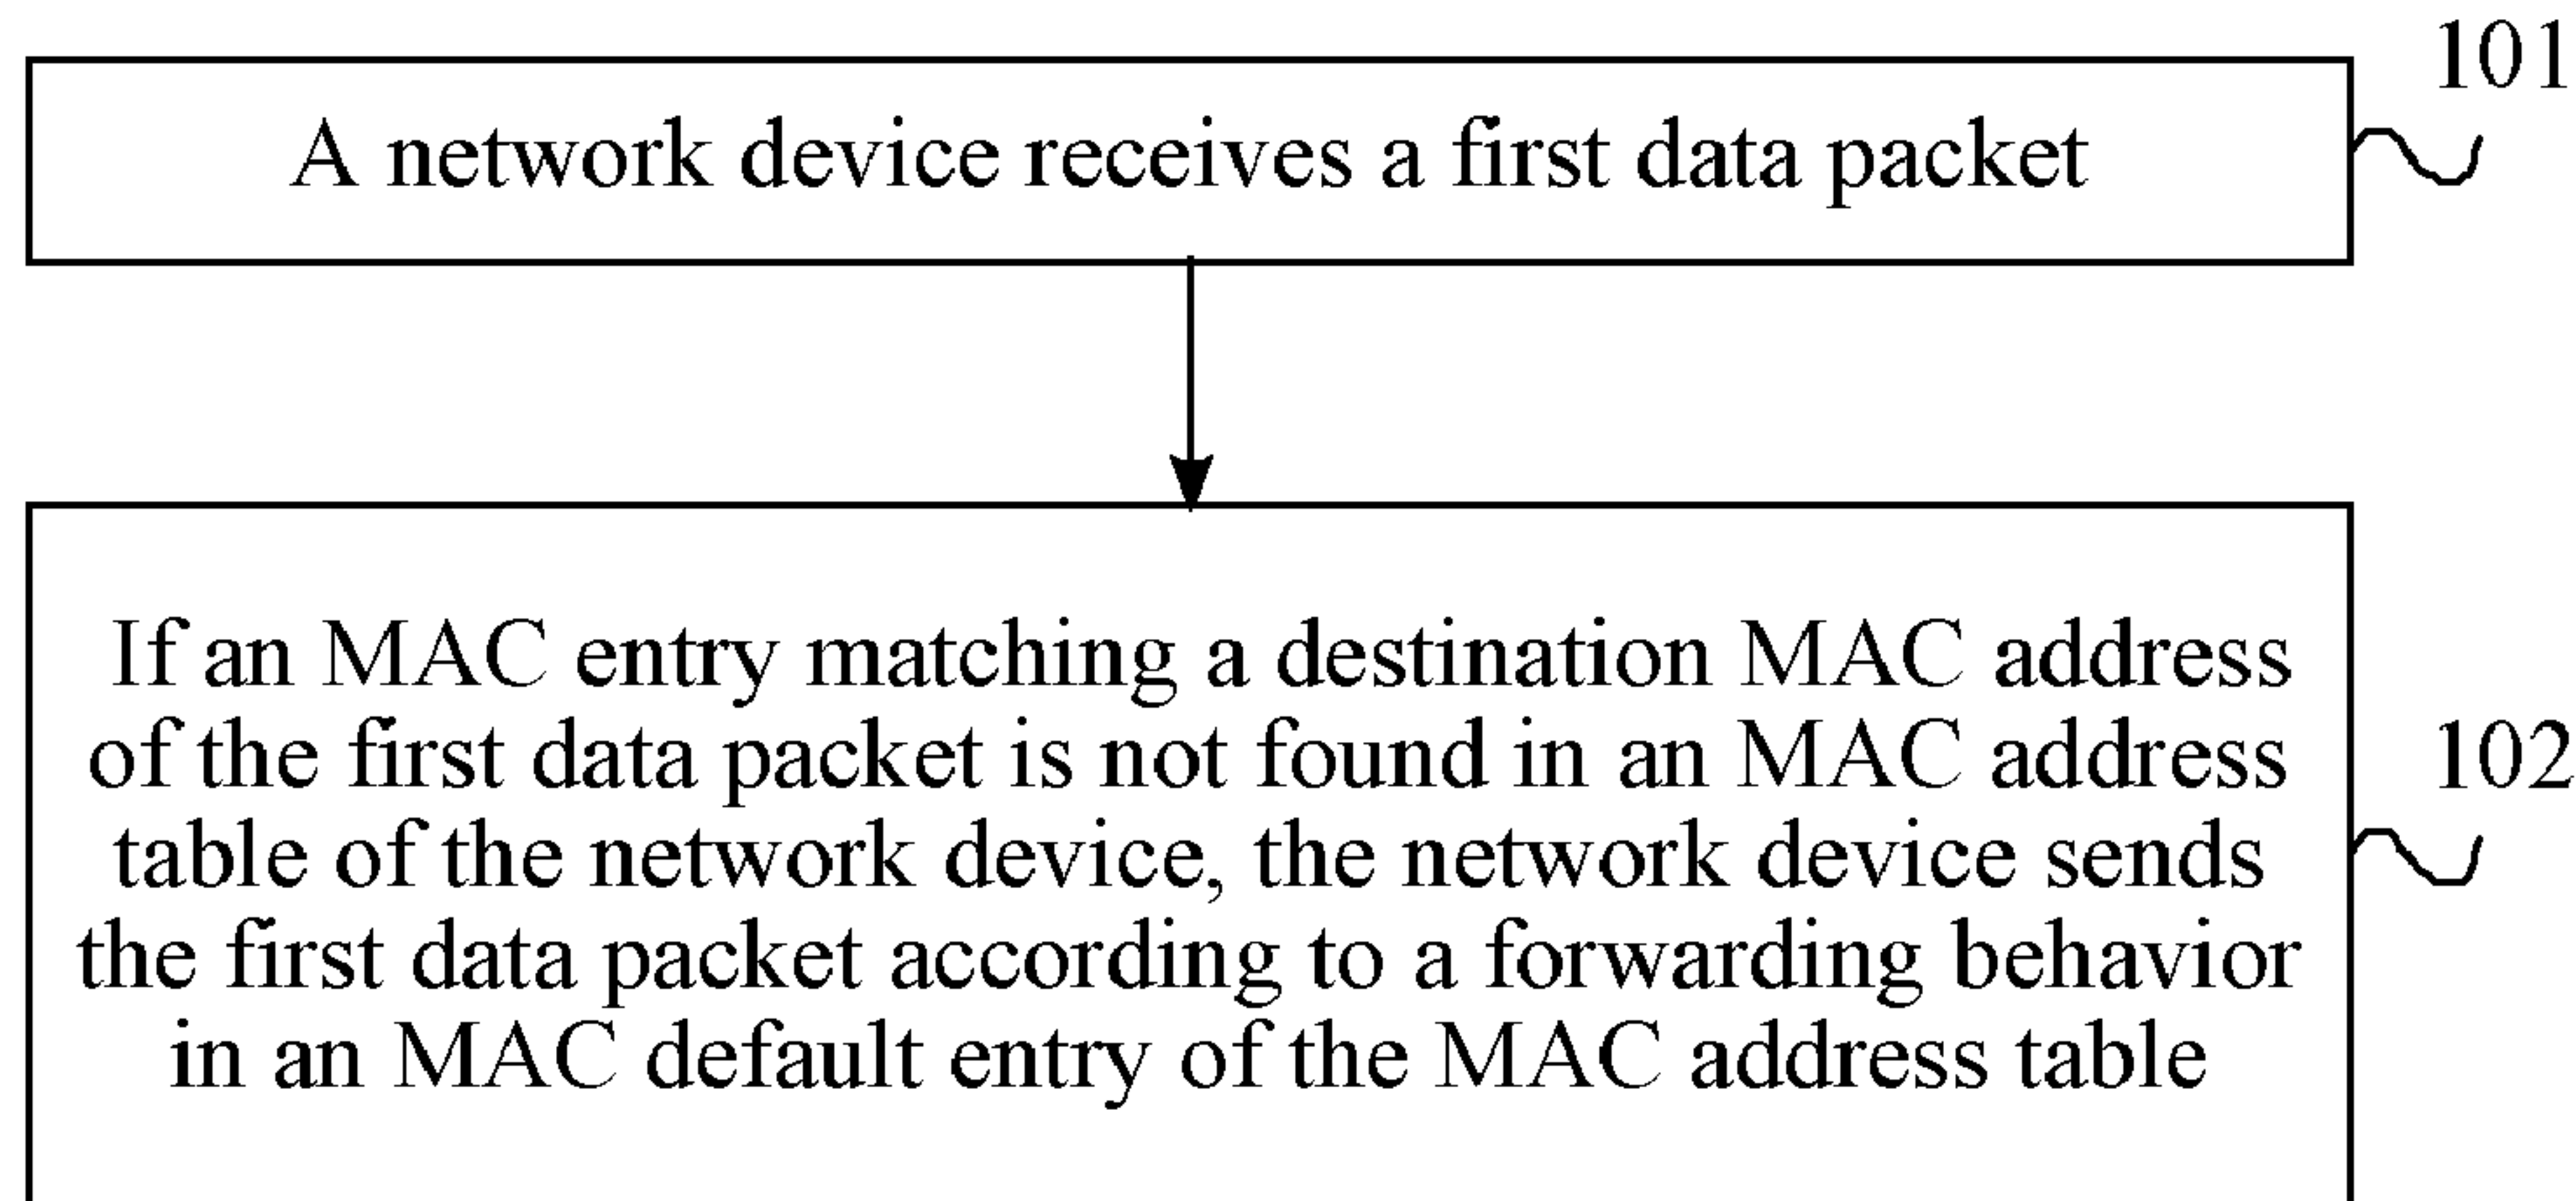 101
A network device receives a first data packet
If an MAC entry matching a destination MAC address
of the first data packet is not found in an MAC address
102
table of the network device, the network device sends
the first data packet according to a forwarding behavior
in an MAC default entry of the MAC address table